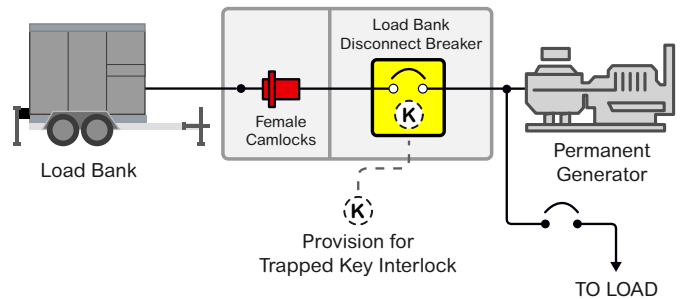 Load Bank
Disconnect Breaker
Female
Camlocks
K
Load Bank
Permanent
Generator
K
Provision for
Trapped Key Interlock
TO LOAD